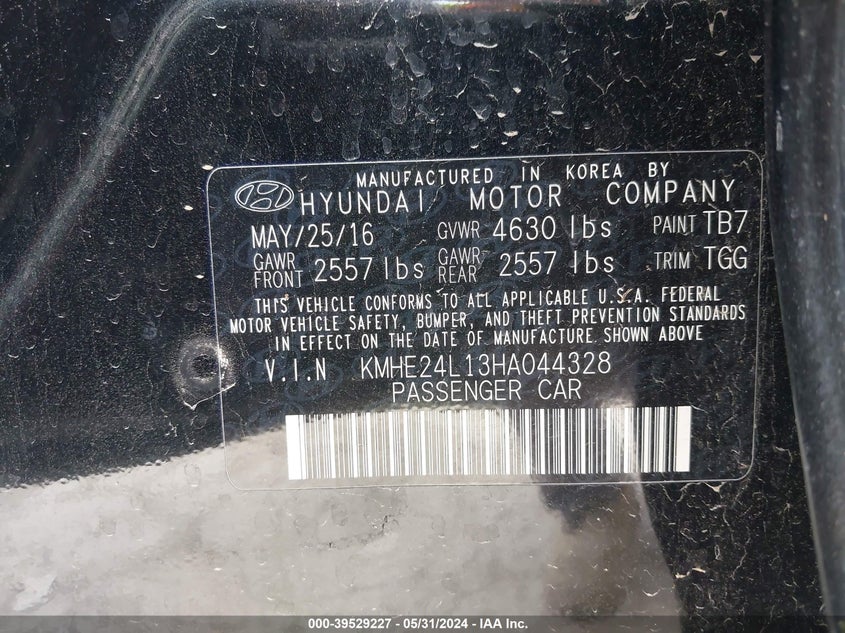 MANUFACTURED IN KOREA BY
HYUNDAI MOTOR COMPANY
MAY/25/16 GVWR 4630 lbs PAINT TB7
GAWR FRONT 2557 lbs GAWR REAR 2557 lbs TRIM TGG
THIS VEHICLE CONFORMS TO ALL APPLICABLE U.S.A. FEDERAL
MOTOR VEHICLE SAFETY, BUMPER, AND THEFT PREVENTION STANDARDS
IN EFFECT ON THE DATE OF MANUFACTURE SHOWN ABOVE
V.I.N KMHE24L13HA044328
PASSENGER CAR
000-39529227 - 05/31/2024 - IAA Inc.